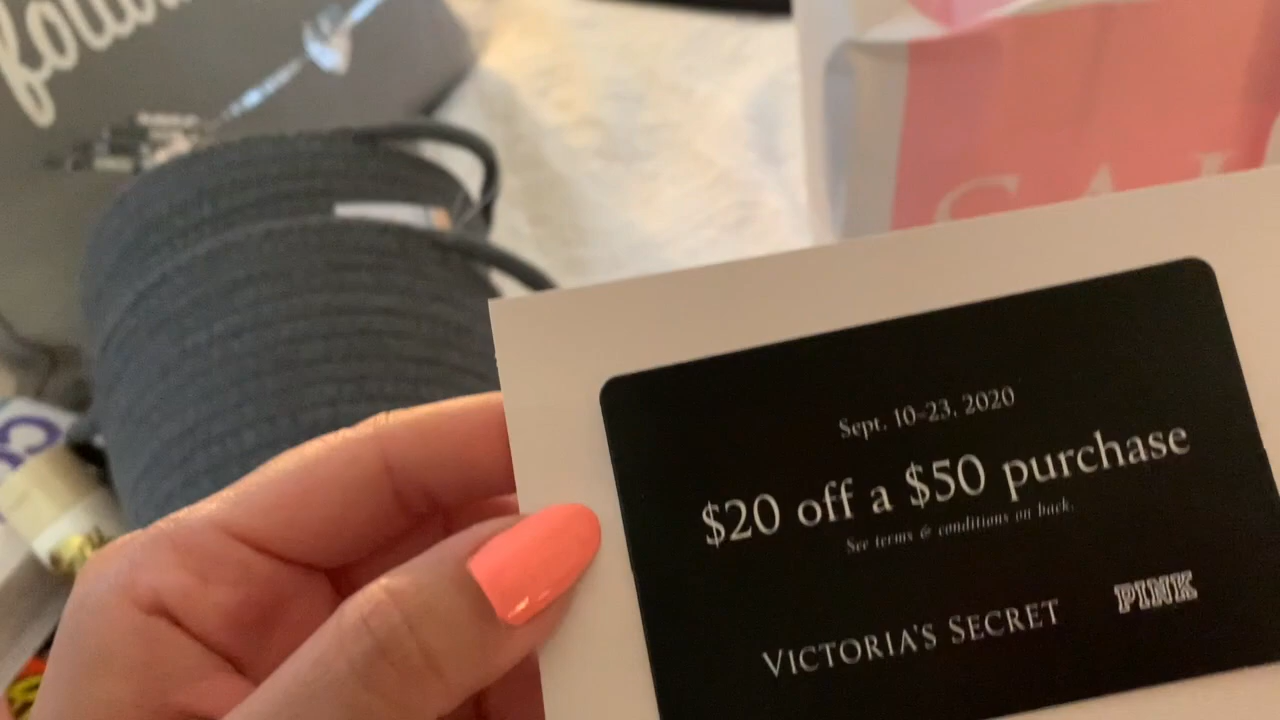 Sept. 10–23, 2020
$20 off a $50 purchase
See terms & conditions on back.
VICTORIA'S SECRET
PINK